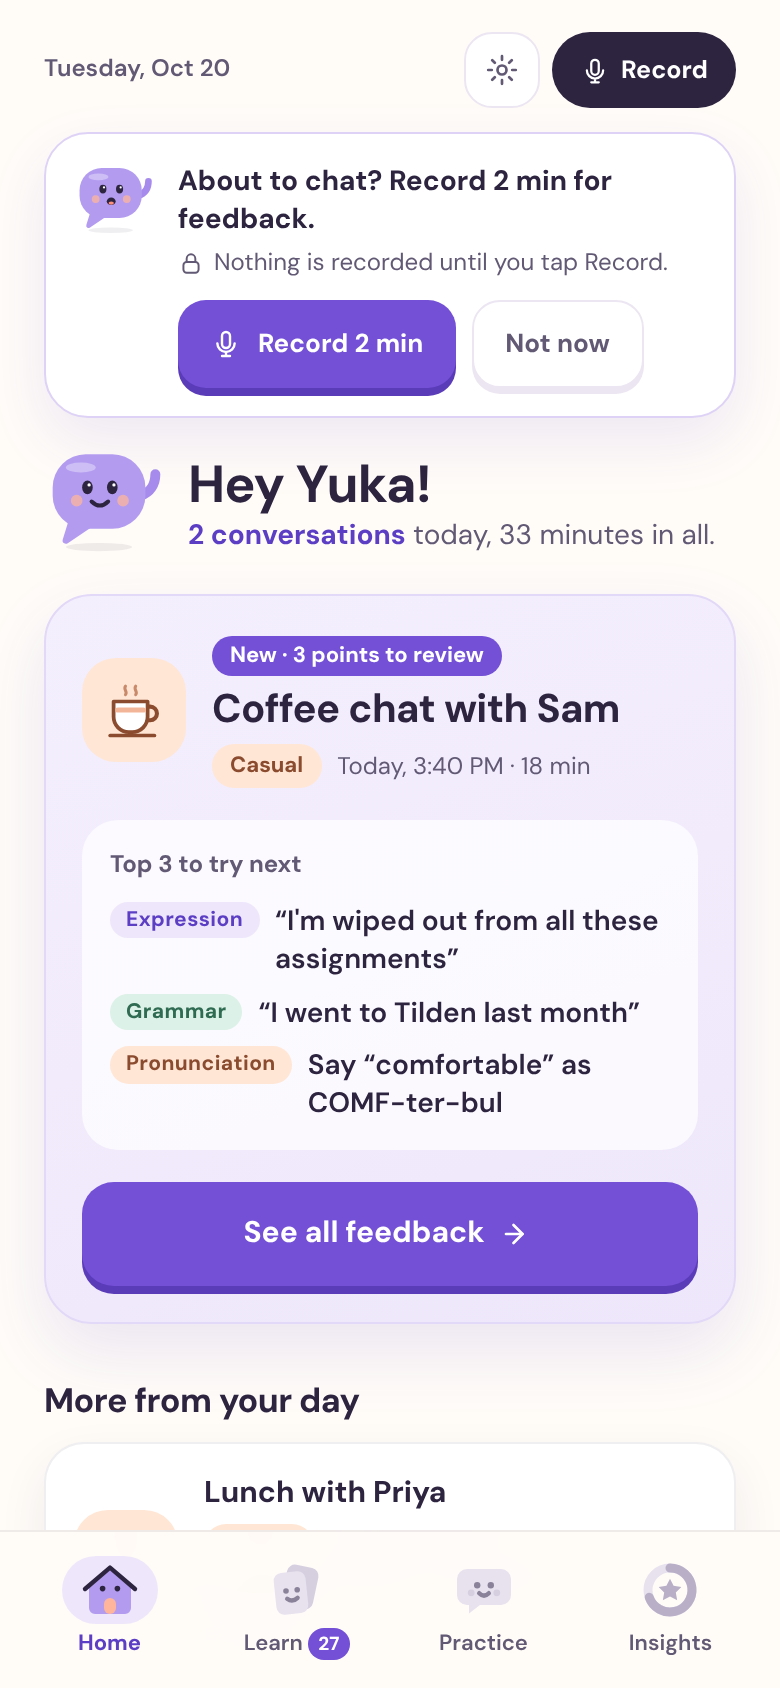 Tuesday, Oct 20
Record
About to chat? Record 2 min for
feedback.
Nothing is recorded until you tap Record.
Record 2 min
Not now
Hey Yuka!
2 conversations today, 33 minutes in all.
New · 3 points to review
Coffee chat with Sam
Casual
Today, 3:40 PM · 18 min
Top 3 to try next
Expression
“I'm wiped out from all these
assignments”
Grammar
“I went to Tilden last month”
Pronunciation
Say “comfortable” as
COMF-ter-bul
See all feedback →
More from your day
Lunch with Priya
Home
Learn 27
Practice
Insights